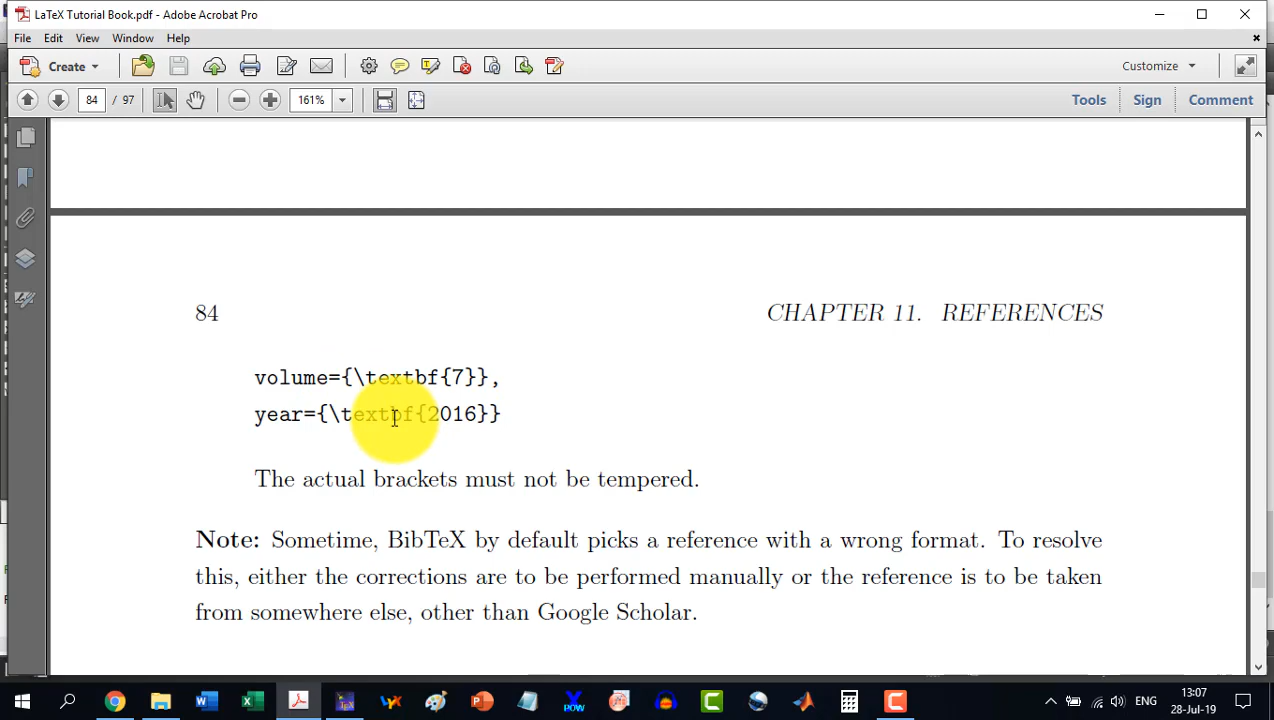 LaTeX Tutorial Book.pdf - Adobe Acrobat Pro
File Edit View Window Help
Create
Customize
84 / 97 161% Tools Sign Comment
84 CHAPTER 11. REFERENCES
volume={\textbf{7}},
year={\textbf{2016}}
The actual brackets must not be tempered.
Note: Sometime, BibTeX by default picks a reference with a wrong format. To resolve
this, either the corrections are to be performed manually or the reference is to be taken
from somewhere else, other than Google Scholar.
ENG
13:07
28-Jul-19